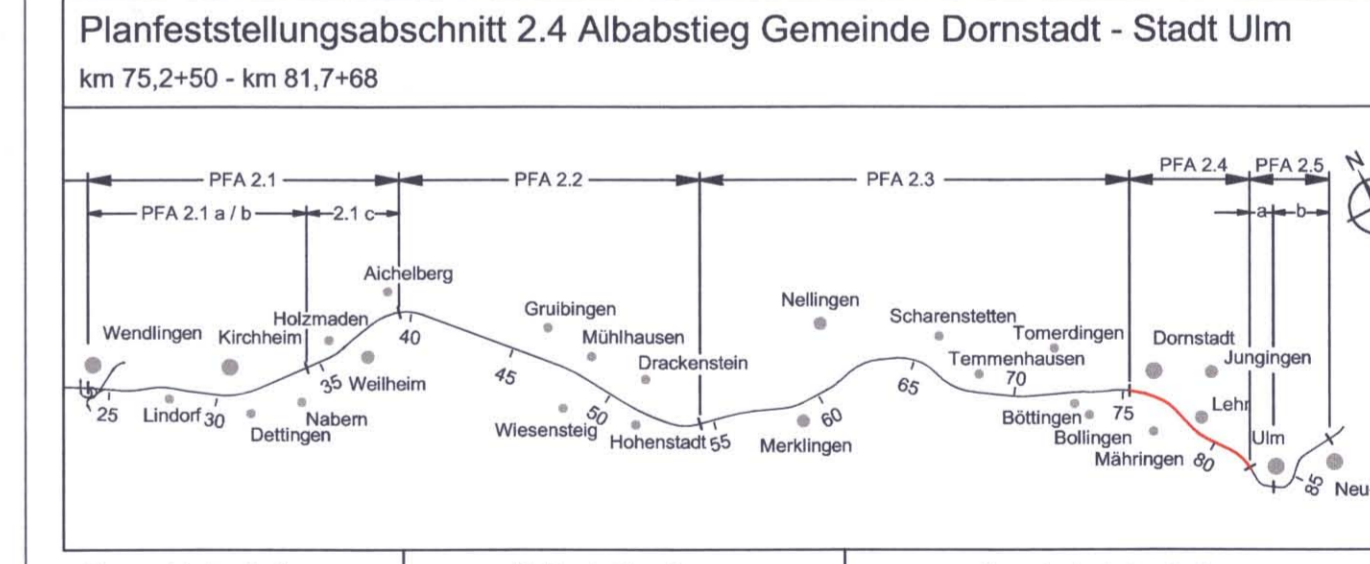 Planfeststellungsabschnitt 2.4 Albabstieg Gemeinde Dornstadt - Stadt Ulm
km 75,2+50 - km 81,7+68
PFA 2.1
PFA 2.2
PFA 2.3
PFA 2.4
PFA 2.5
N
PFA 2.1 a / b
2.1 c
a
b
Aichelberg
Wendlingen
Kirchheim
Holzmaden
40
Gruibingen
Mühlhausen
Drackenstein
Nellingen
Scharenstetten
Tomerdingen
Temmenhausen
70
Dornstadt
Jungingen
25
Lindorf
30
Dettingen
Nabern
35
Weilheim
45
Wiesensteig
50
Hohenstadt
55
Merklingen
60
65
Böttingen
75
Bollingen
Mähringen
80
Lehr
Ulm
85
Neu